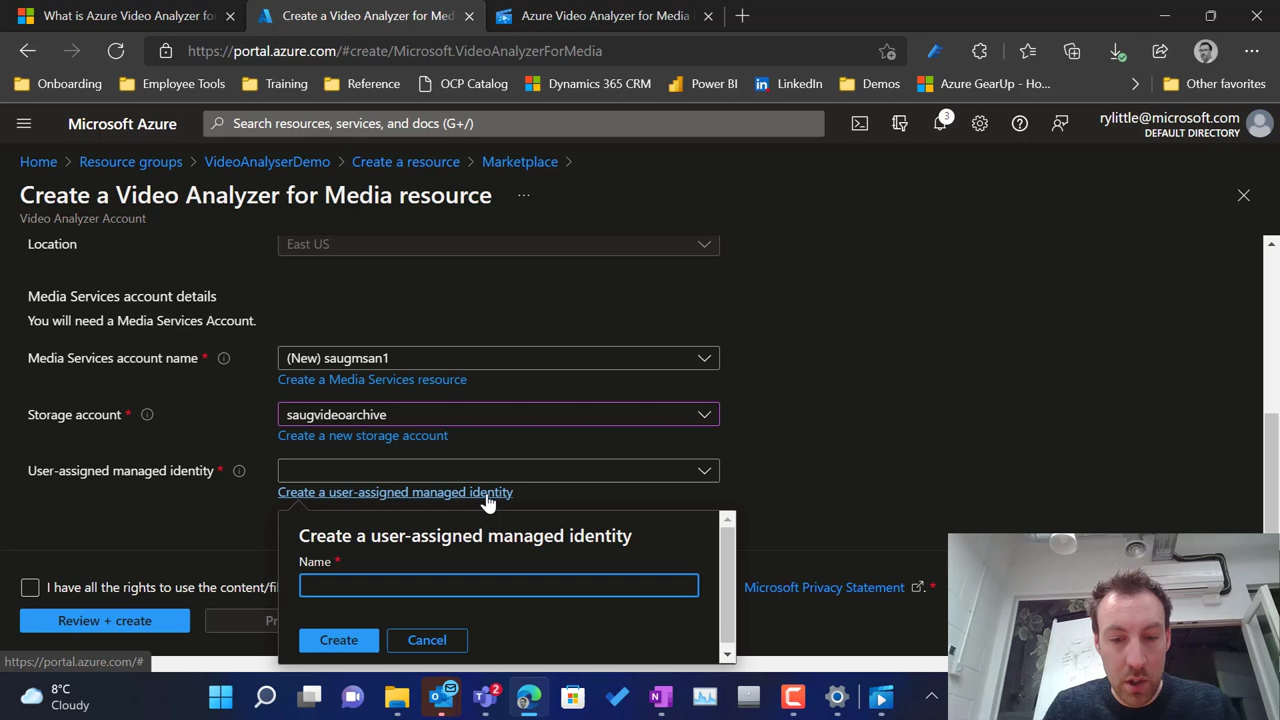 What is Azure Video Analyzer for
Create a Video Analyzer for Med
Azure Video Analyzer for Media
https://portal.azure.com/#create/Microsoft.VideoAnalyzerForMedia
Onboarding
Employee Tools
Training
Reference
OCP Catalog
Dynamics 365 CRM
Power BI
LinkedIn
Demos
Azure GearUp - Ho...
Other favorites
Microsoft Azure
Search resources, services, and docs (G+/)
3
rylittle@microsoft.com
DEFAULT DIRECTORY
Home > Resource groups > VideoAnalyserDemo > Create a resource > Marketplace >
Create a Video Analyzer for Media resource ...
Video Analyzer Account
Location
East US
Media Services account details
You will need a Media Services Account.
Media Services account name *
(New) saugmsan1
Create a Media Services resource
Storage account *
saugvideoarchive
Create a new storage account
User-assigned managed identity *
Create a user-assigned managed identity
Create a user-assigned managed identity
Name *
I have all the rights to use the content/fil
Microsoft Privacy Statement . *
Review + create
Pr
Create
Cancel
https://portal.azure.com/#
8°C
Cloudy
2